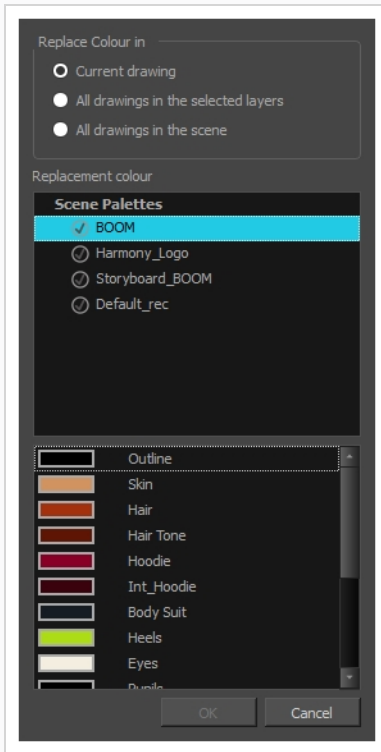 Replace Colour in
Current drawing
All drawings in the selected layers
All drawings in the scene
Replacement colour
Scene Palettes
BOOM
Harmony_Logo
Storyboard_BOOM
Default_rec
Outline
Skin
Hair
Hair Tone
Hoodie
Int_Hoodie
Body Suit
Heels
Eyes
Pupils
OK
Cancel